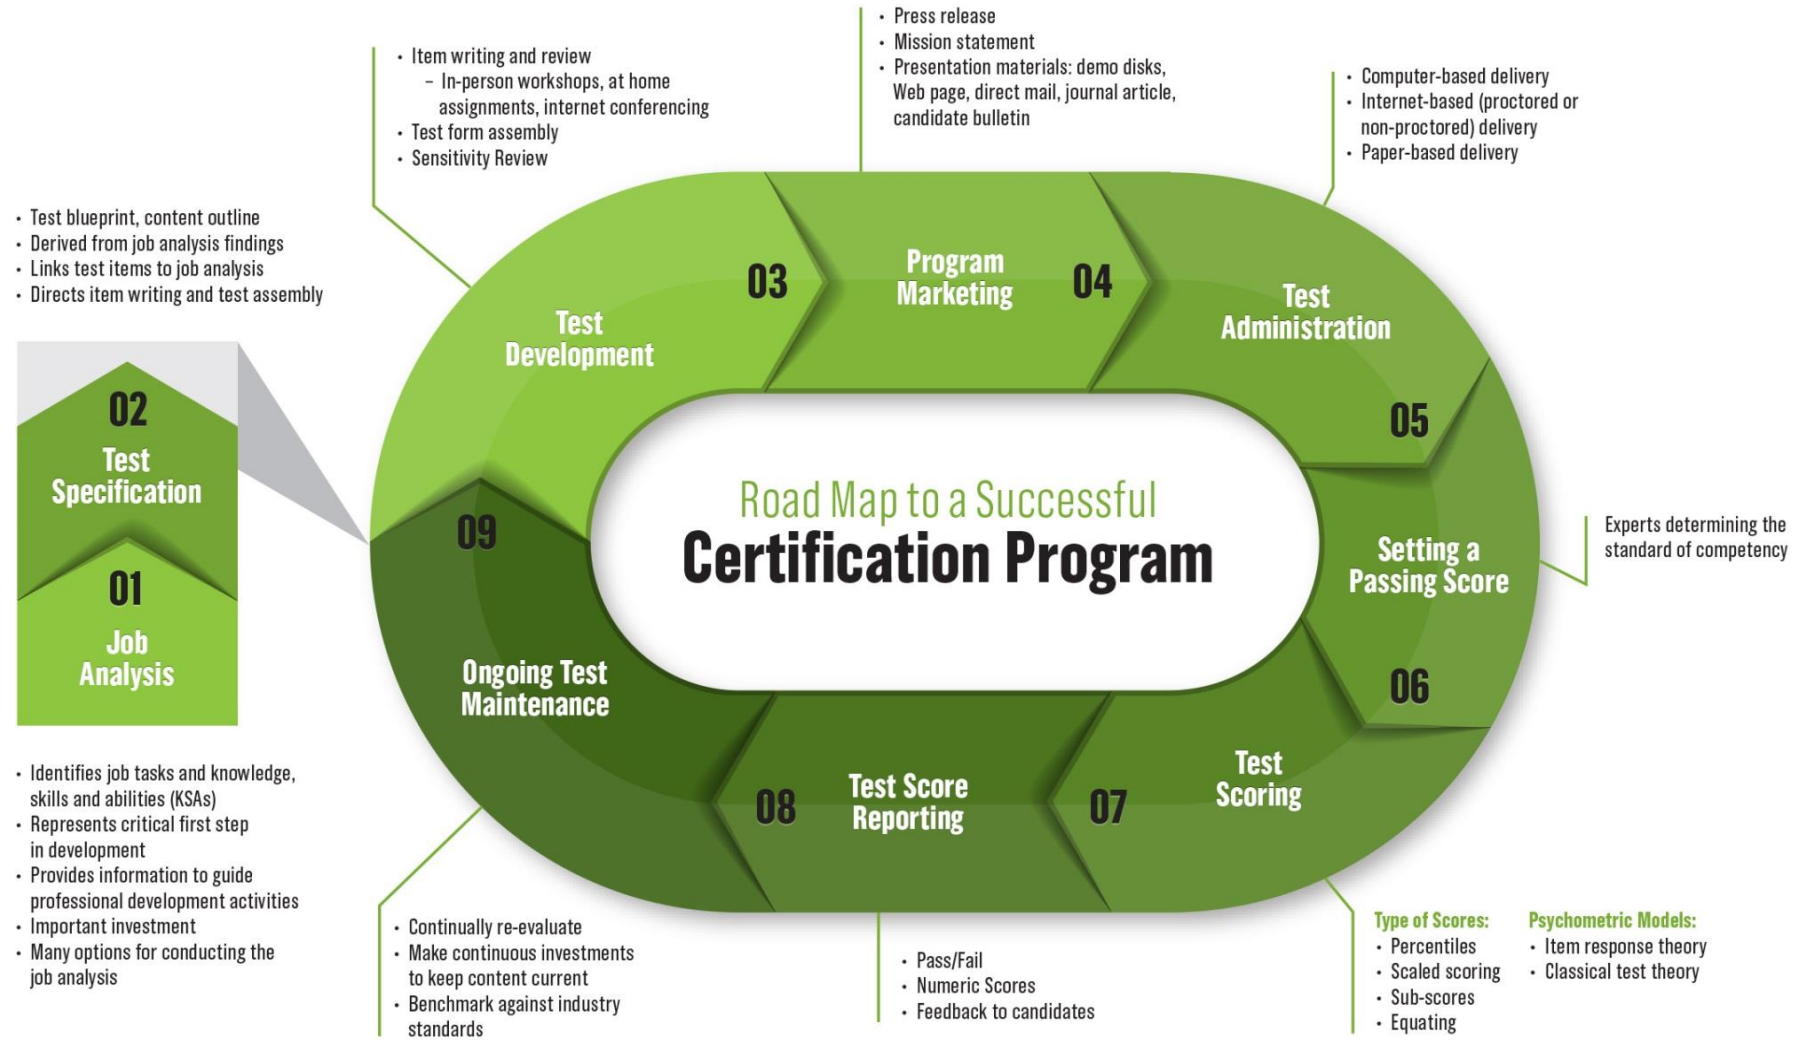 Road Map to a Successful
Certification Program
01
Job
Analysis
• Identifies job tasks and knowledge,
skills and abilities (KSAs)
• Represents critical first step
in development
• Provides information to guide
professional development activities
• Important investment
• Many options for conducting the
job analysis
02
Test
Specification
• Test blueprint, content outline
• Derived from job analysis findings
• Links test items to job analysis
• Directs item writing and test assembly
03
Test
Development
• Item writing and review
– In-person workshops, at home
assignments, internet conferencing
• Test form assembly
• Sensitivity Review
04
Program
Marketing
• Press release
• Mission statement
• Presentation materials: demo disks,
Web page, direct mail, journal article,
candidate bulletin
05
Test
Administration
• Computer-based delivery
• Internet-based (proctored or
non-proctored) delivery
• Paper-based delivery
06
Setting a
Passing Score
Experts determining the
standard of competency
07
Test
Scoring
Type of Scores:
• Percentiles
• Scaled scoring
• Sub-scores
• Equating
Psychometric Models:
• Item response theory
• Classical test theory
08
Test Score
Reporting
• Pass/Fail
• Numeric Scores
• Feedback to candidates
09
Ongoing Test
Maintenance
• Continually re-evaluate
• Make continuous investments
to keep content current
• Benchmark against industry
standards